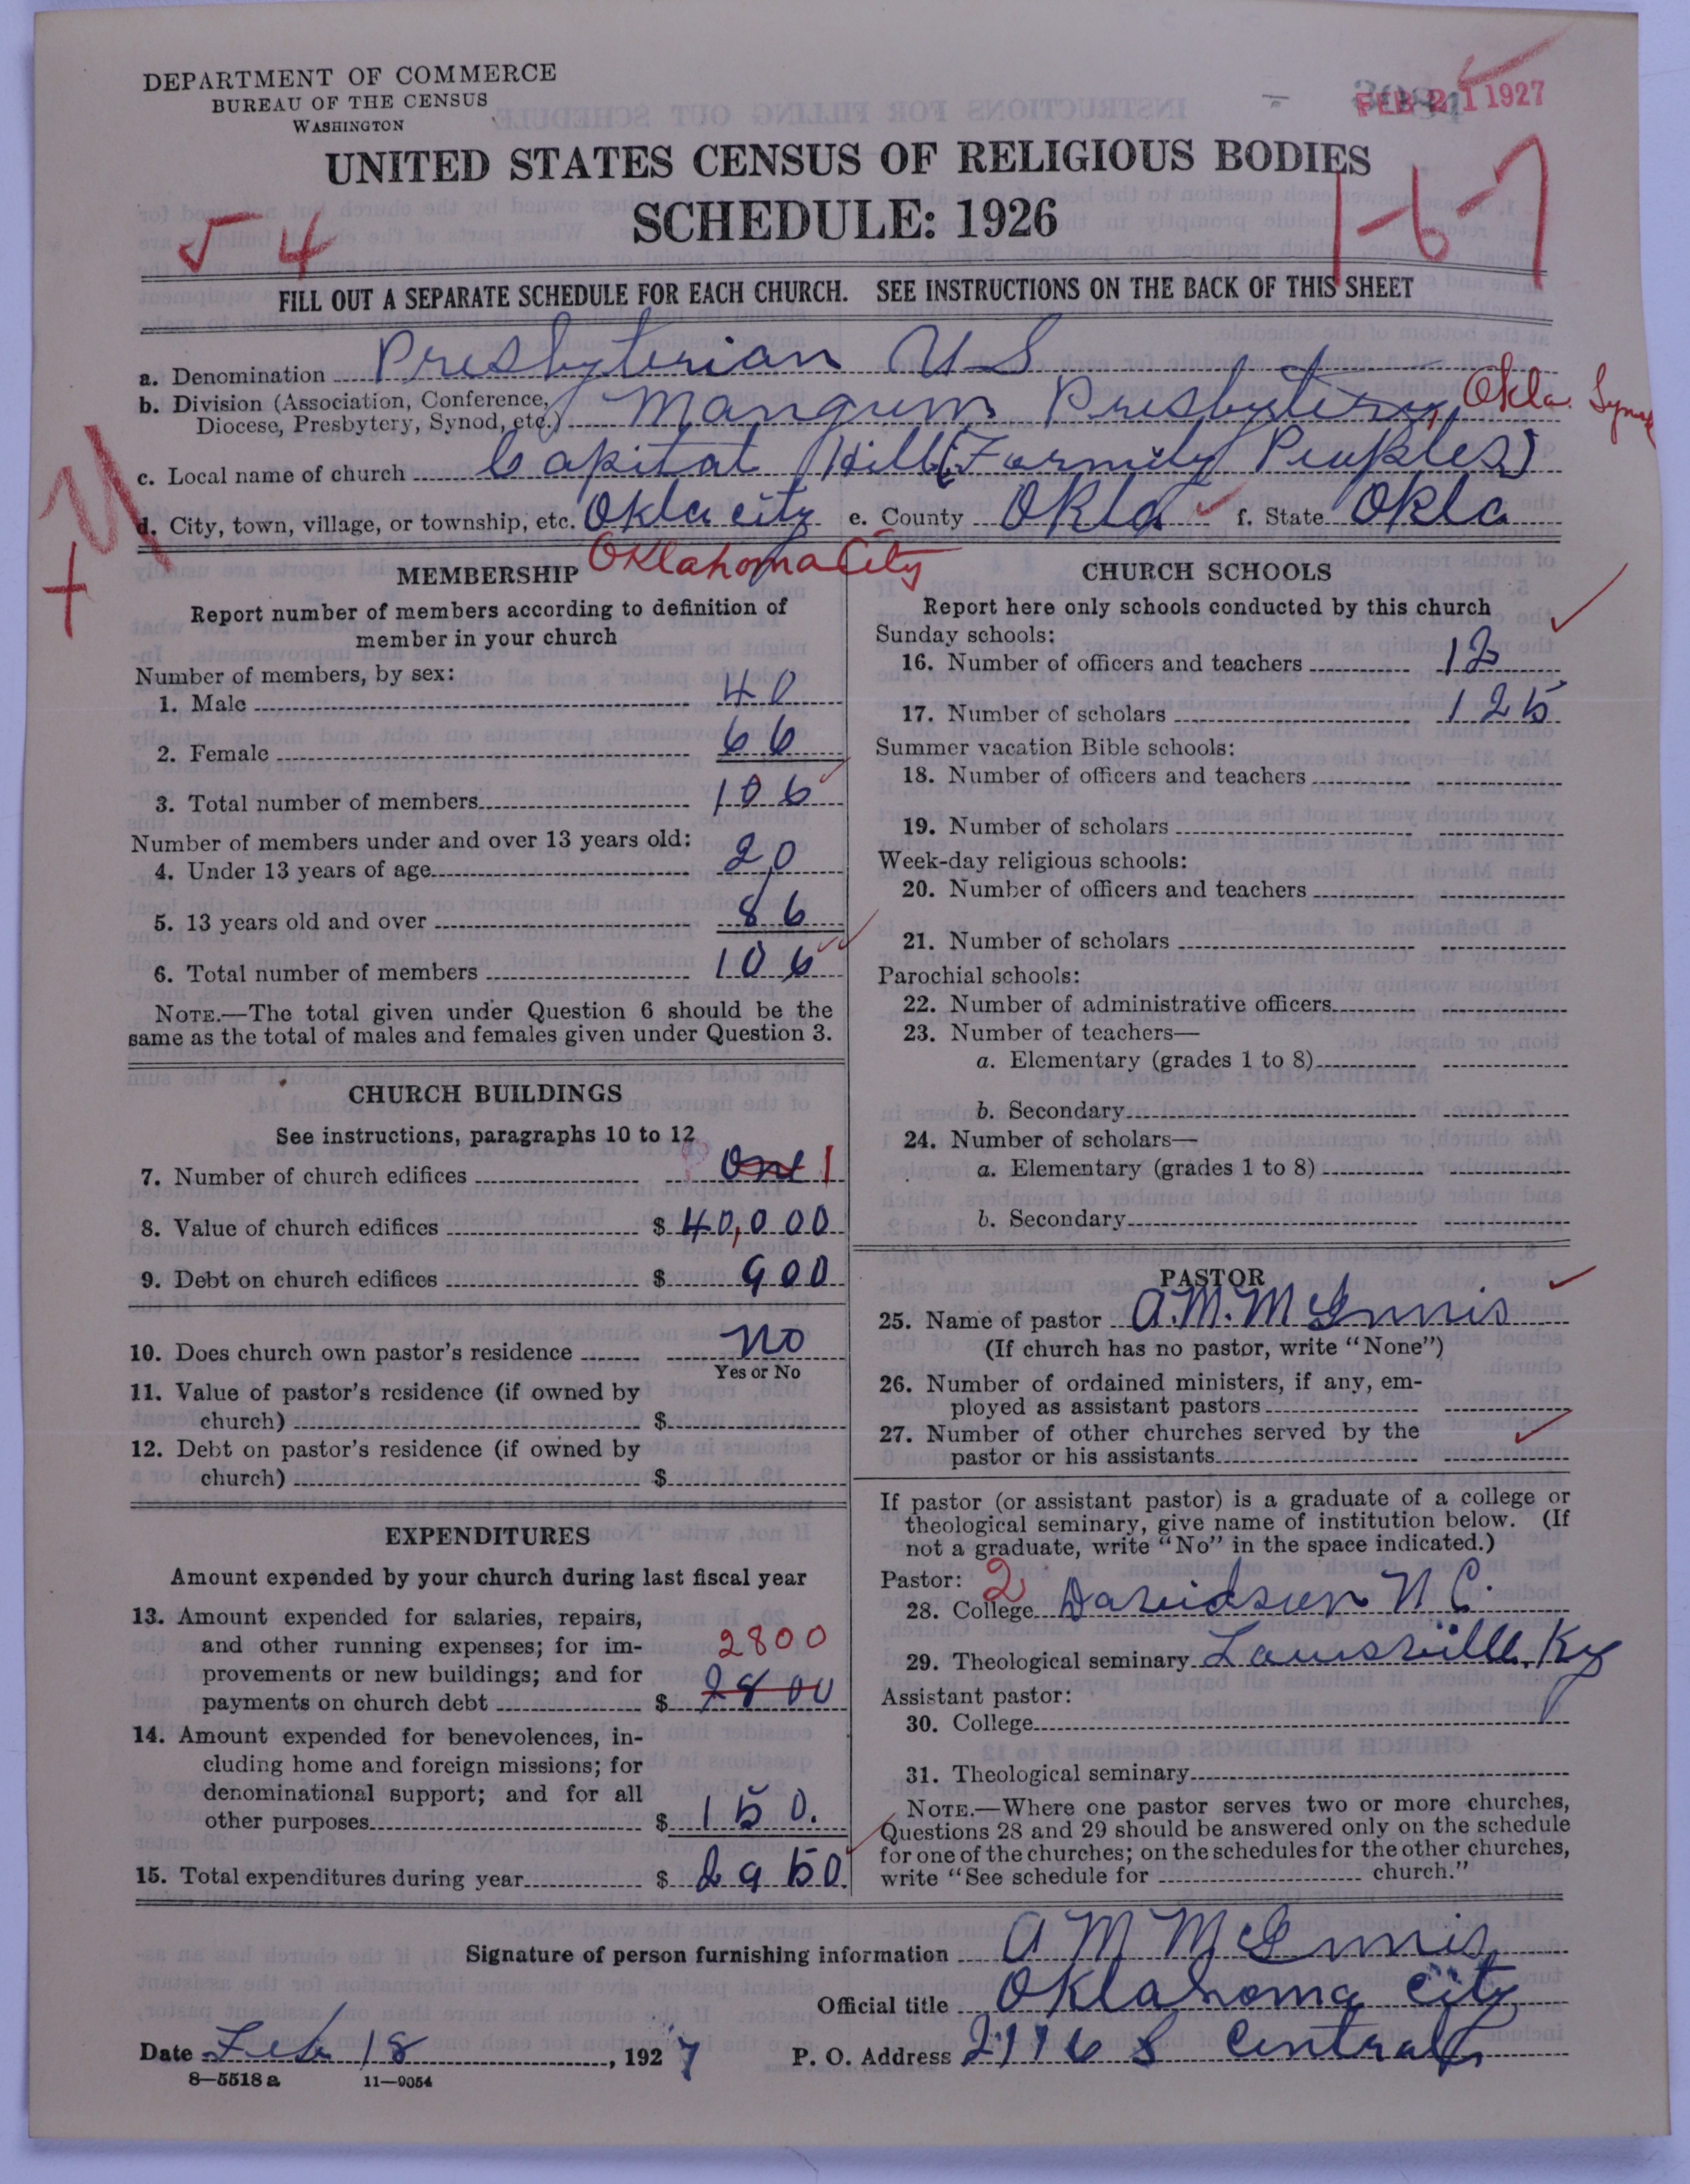 DEPARTMENT OF COMMERCE
BUREAU OF THE CENSUS
WASHINGTON
FEB 21 1927
UNITED STATES CENSUS OF RELIGIOUS BODIES
SCHEDULE: 1926
1-6-7
4
FILL OUT A SEPARATE SCHEDULE FOR EACH CHURCH. SEE INSTRUCTIONS ON THE BACK OF THIS SHEET
a. Denomination Presbyterian U S
b. Division (Association, Conference, Diocese, Presbytery, Synod, etc.) Mangum Presbytery, Okla. Synod
c. Local name of church Capital Hill (Formily Peoples)
d. City, town, village, or township, etc. Okla city e. County Okla f. State Okla
Oklahoma City
MEMBERSHIP
Report number of members according to definition of
member in your church
Number of members, by sex:
1. Male 40
2. Female 66
3. Total number of members 106
Number of members under and over 13 years old:
4. Under 13 years of age 20
5. 13 years old and over 86
6. Total number of members 106
NOTE.—The total given under Question 6 should be the
same as the total of males and females given under Question 3.
CHURCH BUILDINGS
See instructions, paragraphs 10 to 12
7. Number of church edifices One 1
8. Value of church edifices $ 40,000
9. Debt on church edifices $ 900
10. Does church own pastor's residence No
Yes or No
11. Value of pastor's residence (if owned by
church) $
12. Debt on pastor's residence (if owned by
church) $
EXPENDITURES
Amount expended by your church during last fiscal year
13. Amount expended for salaries, repairs,
and other running expenses; for im-
2800
provements or new buildings; and for
payments on church debt $ 2800
14. Amount expended for benevolences, in-
cluding home and foreign missions; for
denominational support; and for all
other purposes $ 150.
15. Total expenditures during year $ 2950
CHURCH SCHOOLS
Report here only schools conducted by this church
Sunday schools:
16. Number of officers and teachers 12
17. Number of scholars 125
Summer vacation Bible schools:
18. Number of officers and teachers
19. Number of scholars
Week-day religious schools:
20. Number of officers and teachers
21. Number of scholars
Parochial schools:
22. Number of administrative officers
23. Number of teachers—
a. Elementary (grades 1 to 8)
b. Secondary
24. Number of scholars—
a. Elementary (grades 1 to 8)
b. Secondary
PASTOR
25. Name of pastor A.M. McInnis
(If church has no pastor, write "None")
26. Number of ordained ministers, if any, em-
ployed as assistant pastors
27. Number of other churches served by the
pastor or his assistants
If pastor (or assistant pastor) is a graduate of a college or
theological seminary, give name of institution below. (If
not a graduate, write "No" in the space indicated.)
Pastor: 2
28. College Davidson N C.
29. Theological seminary Louisville, Ky
Assistant pastor:
30. College
31. Theological seminary
NOTE.—Where one pastor serves two or more churches,
Questions 28 and 29 should be answered only on the schedule
for one of the churches; on the schedules for the other churches,
write "See schedule for church."
Signature of person furnishing information A M McInnis
Official title Oklahoma City
Date Feb 18, 1927 P. O. Address 2116 S Central
8-5518 a 11-9054